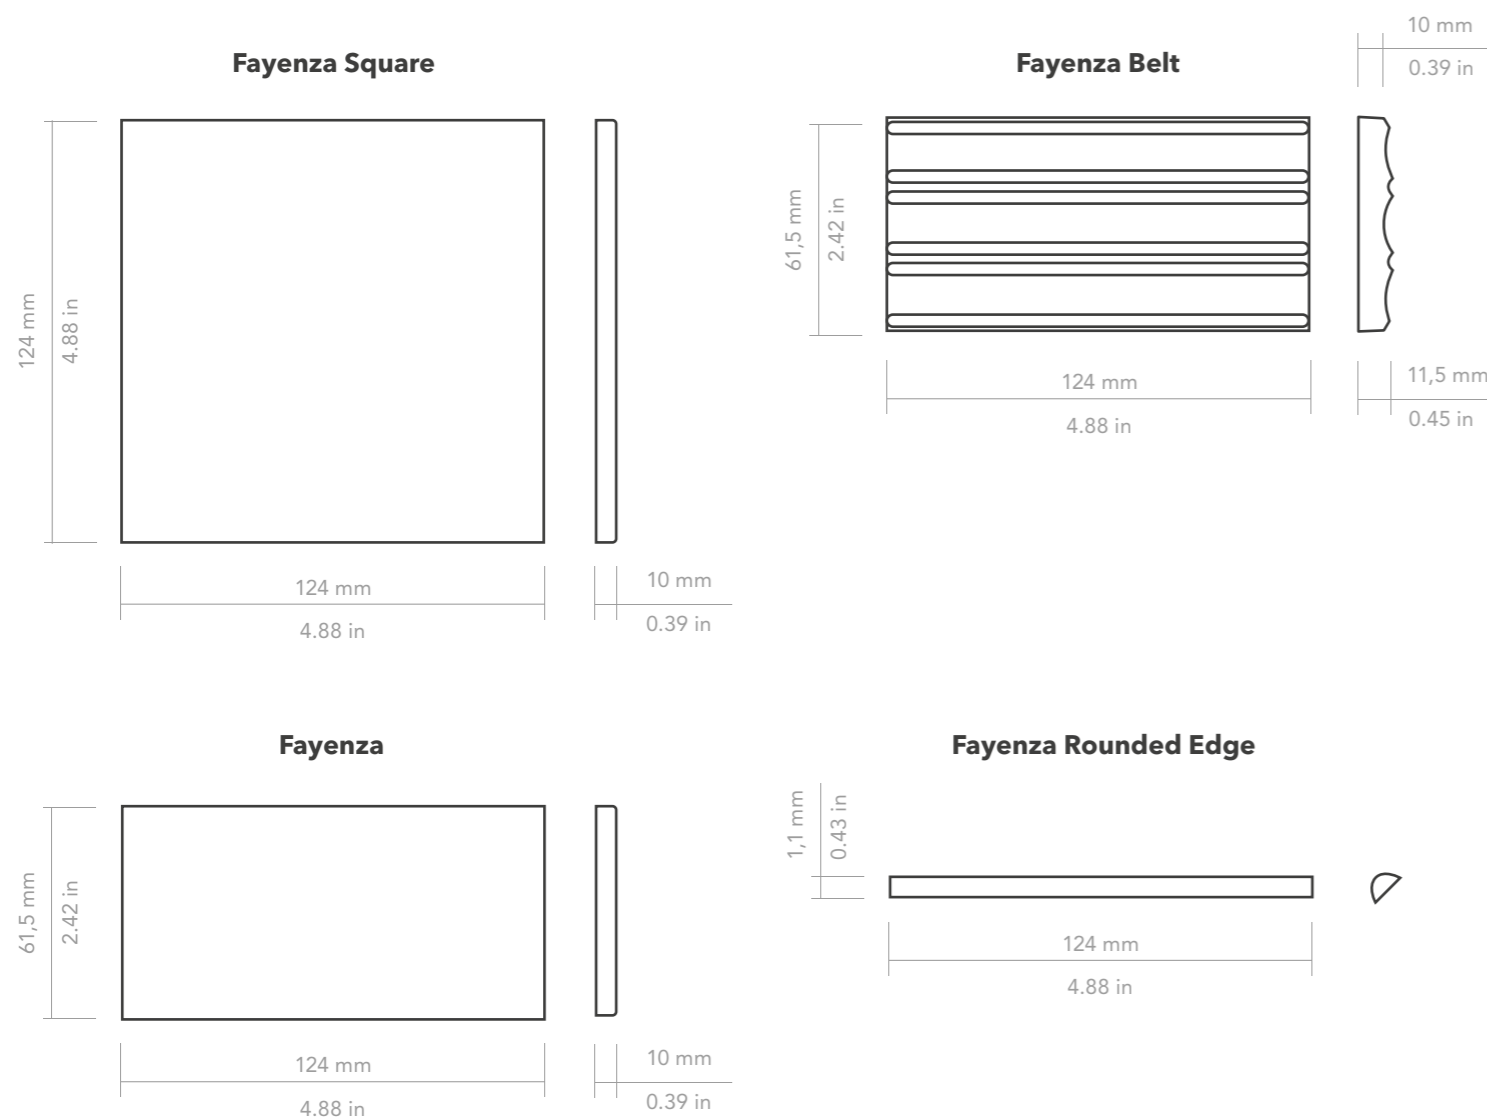 Fayenza Square
124 mm
4.88 in
124 mm
4.88 in
10 mm
0.39 in
Fayenza Belt
10 mm
0.39 in
61,5 mm
2.42 in
124 mm
4.88 in
11,5 mm
0.45 in
Fayenza
61,5 mm
2.42 in
124 mm
4.88 in
10 mm
0.39 in
Fayenza Rounded Edge
1,1 mm
0.43 in
124 mm
4.88 in